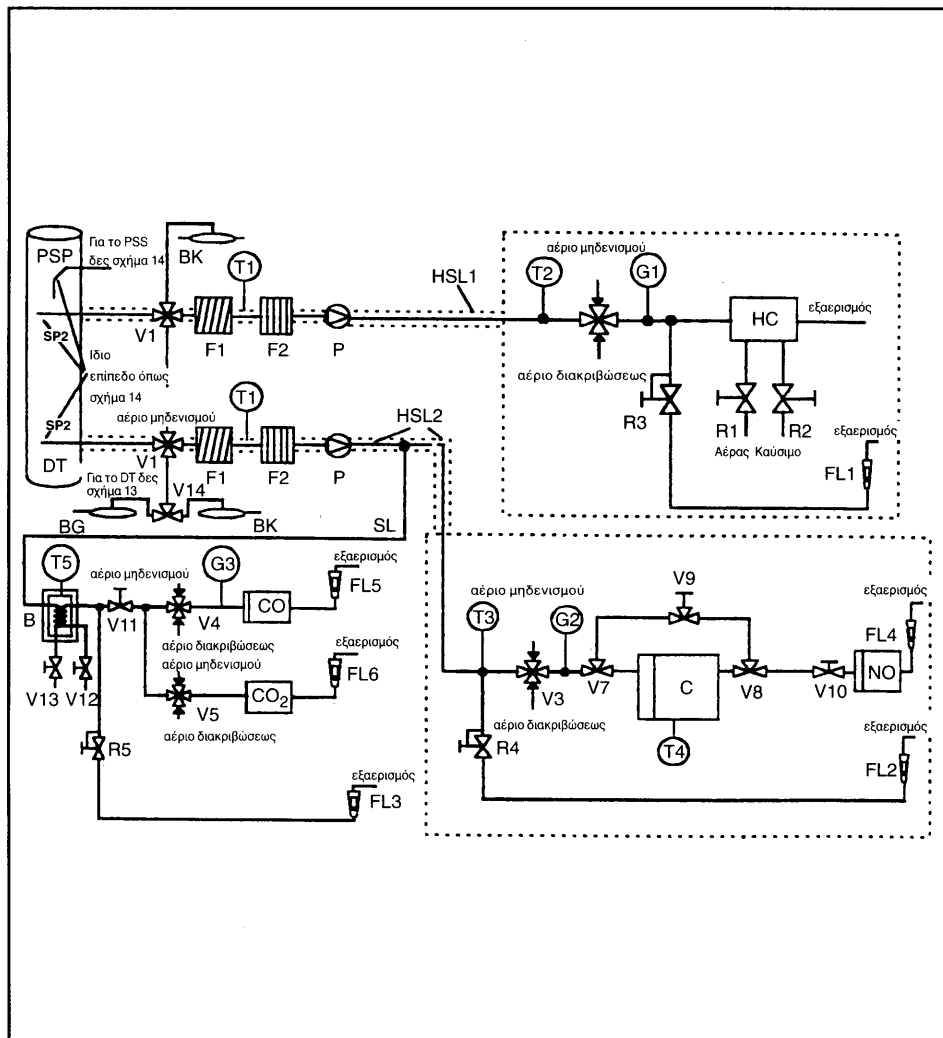 PSP
Για το PSS
δες σχήμα 14
BK
T1
HSL1
T2
αέριο μηδενισμού
G1
HC
εξαερισμός
SP2
V1
F1
F2
P
Ιδιο
επίπεδο όπως
σχήμα 14
αέριο διακριβώσεως
R3
R1
R2
Αέρας
Καύσιμο
εξαερισμός
FL1
SP2
αέριο μηδενισμού
T1
HSL2
DT
V1
F1
F2
P
Για το DT δες
σχήμα 13
V14
BG
BK
SL
T5
αέριο μηδενισμού
G3
εξαερισμός
FL5
B
V11
V4
CO
αέριο διακριβώσεως
αέριο μηδενισμού
εξαερισμός
FL6
V13
V12
V5
CO2
αέριο διακριβώσεως
R5
εξαερισμός
FL3
αέριο μηδενισμού
T3
G2
V9
εξαερισμός
FL4
V3
V7
C
V8
V10
NO
αέριο διακριβώσεως
R4
T4
εξαερισμός
FL2